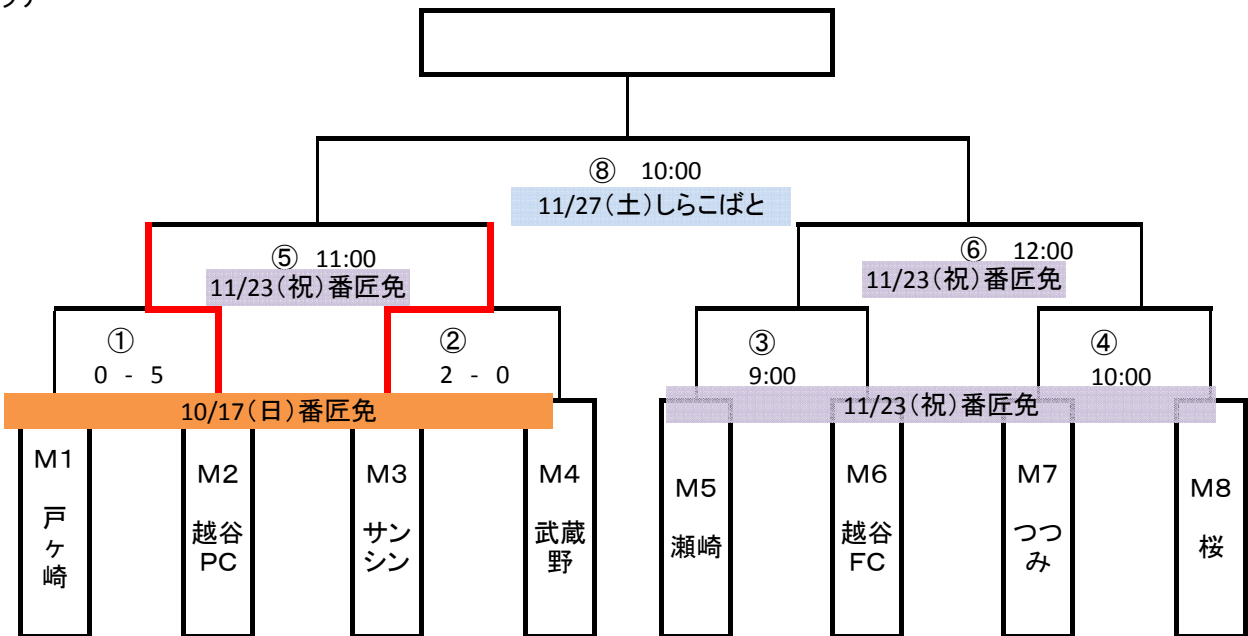 ⑧ 10:00
11/27(土)しらこばと
⑤ 11:00
11/23(祝)番匠免
⑥ 12:00
11/23(祝)番匠免
①
0 - 5
②
2 - 0
③
9:00
④
10:00
10/17(日)番匠免
11/23(祝)番匠免
M1
戸ヶ崎
M2
越谷
PC
M3
サン
シン
M4
武蔵
野
M5
瀬崎
M6
越谷
FC
M7
つつ
み
M8
桜